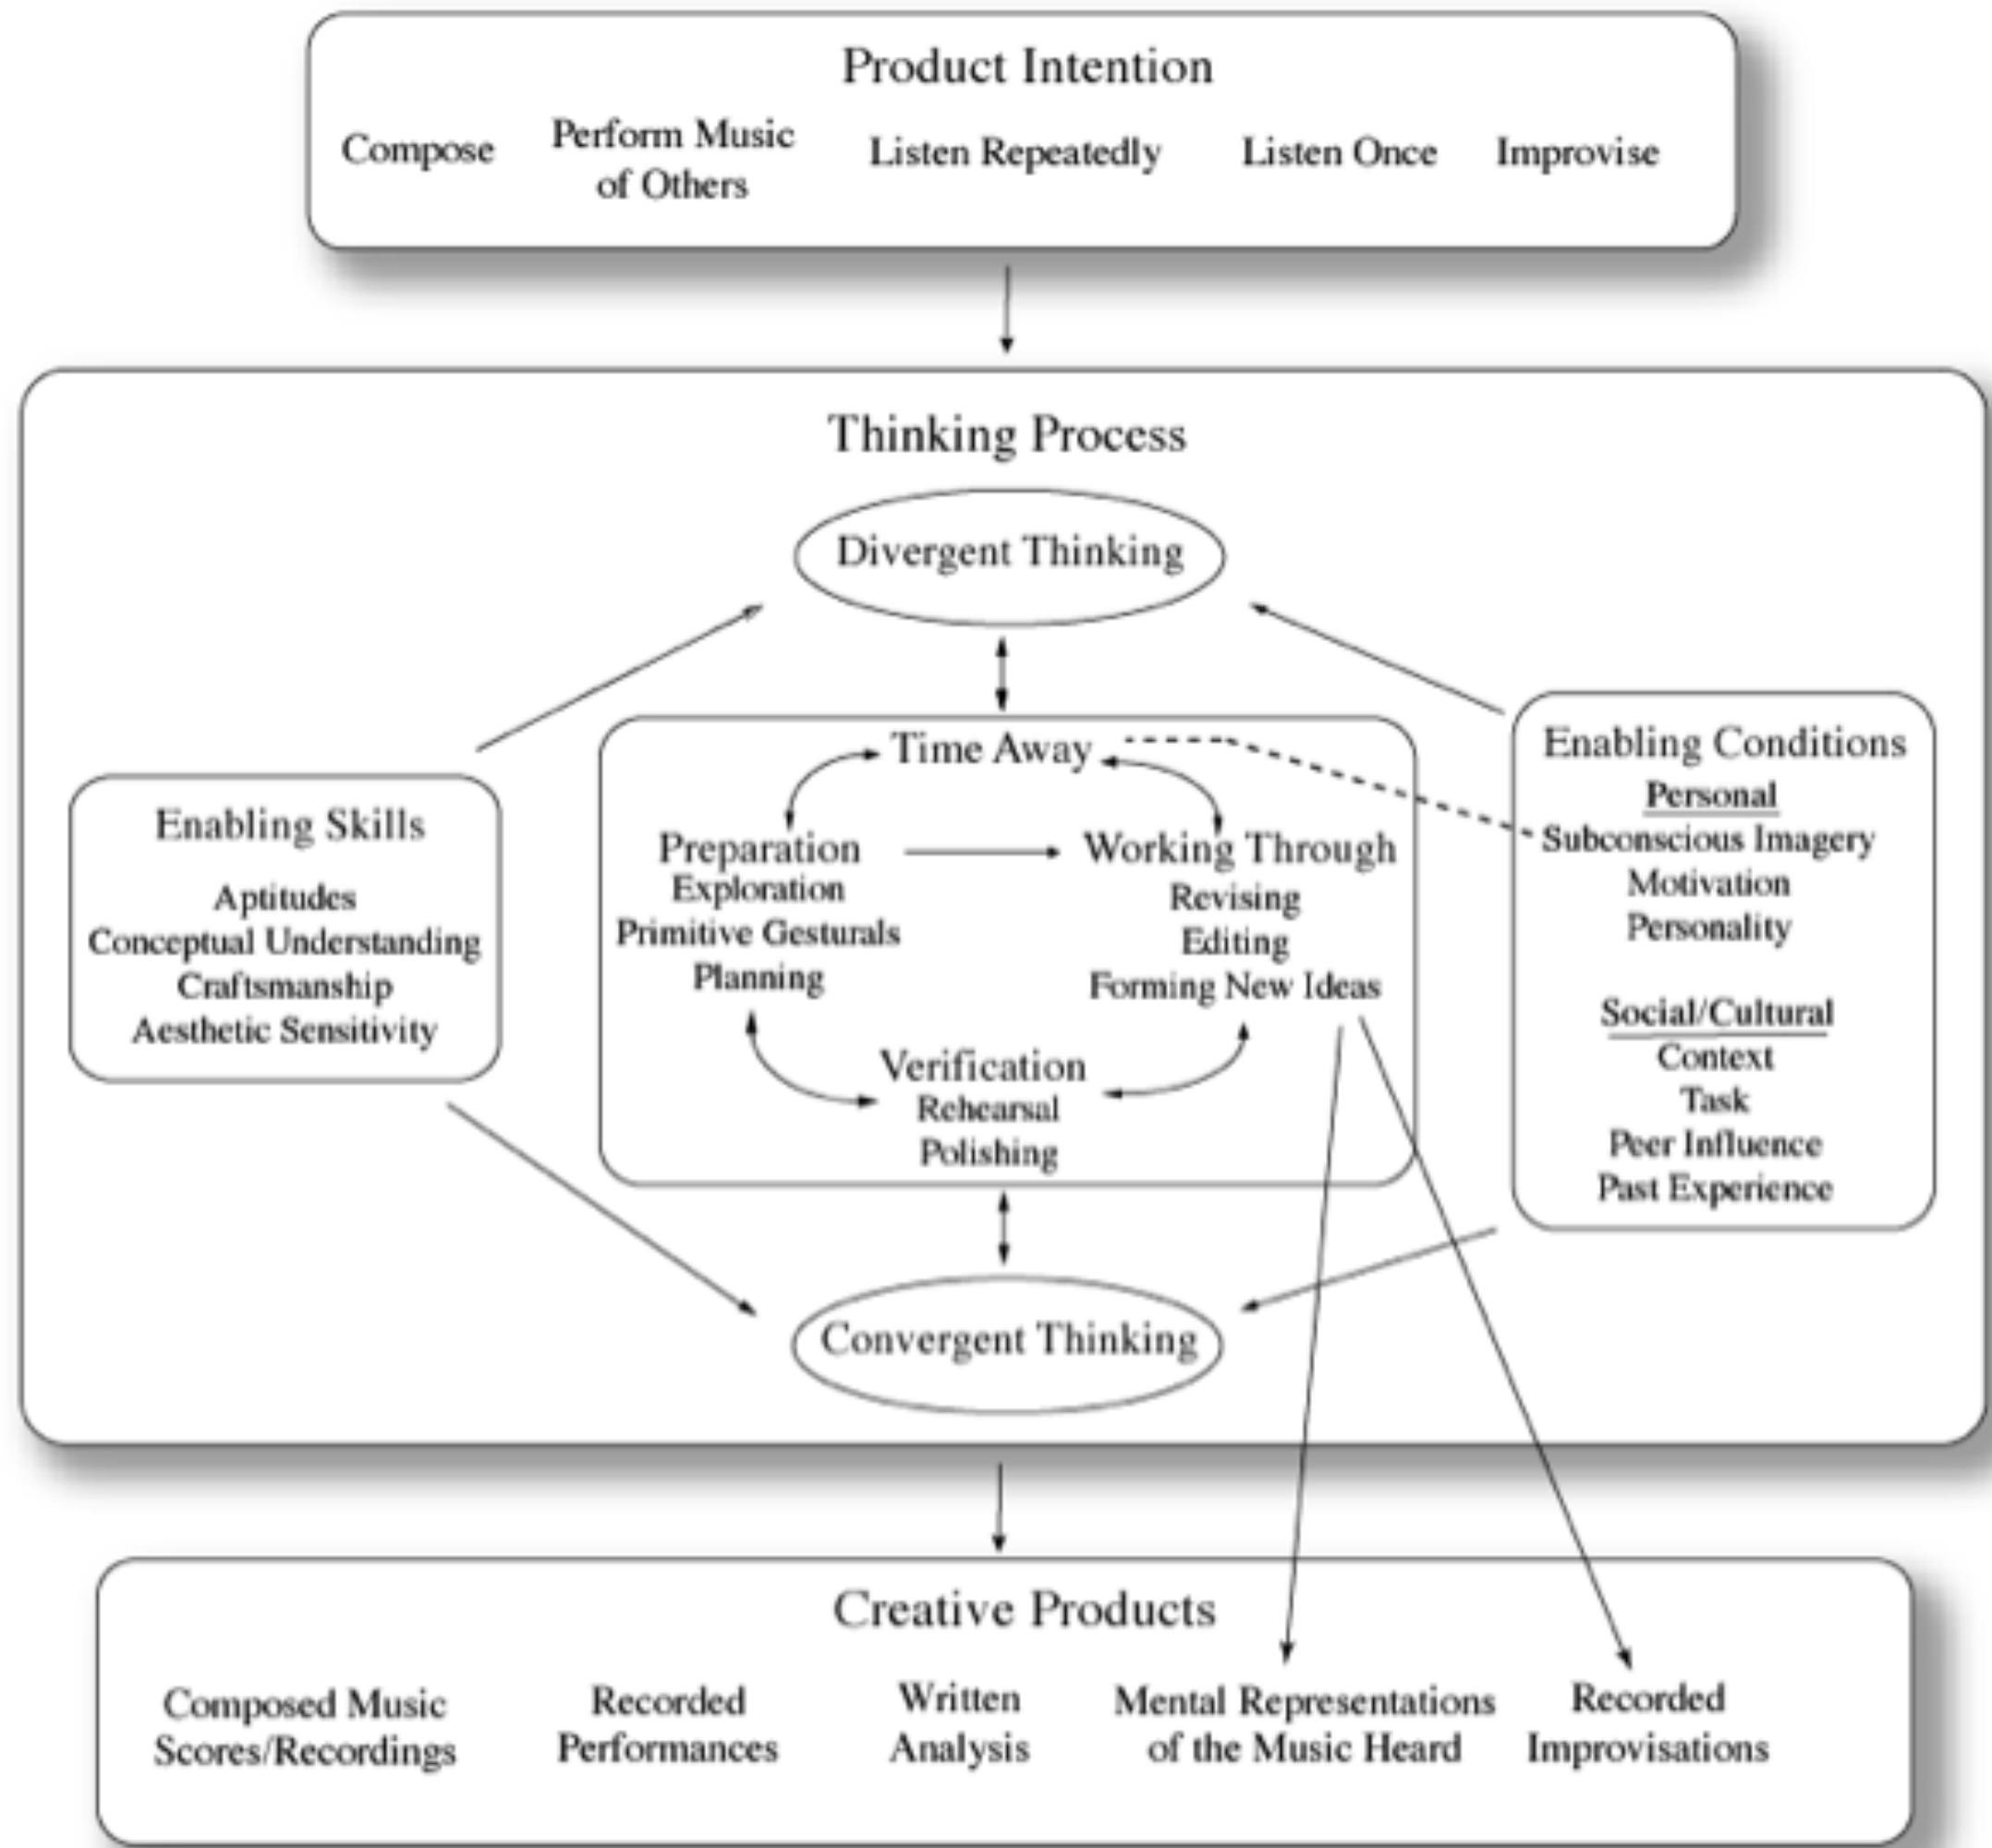 Product Intention
Compose
Perform Music
of Others
Listen Repeatedly
Listen Once
Improvise
Thinking Process
Divergent Thinking
Enabling Skills
Aptitudes
Conceptual Understanding
Craftsmanship
Aesthetic Sensitivity
Time Away
Preparation
Exploration
Primitive Gesturals
Planning
Working Through
Revising
Editing
Forming New Ideas
Verification
Rehearsal
Polishing
Enabling Conditions
Personal
Subconscious Imagery
Motivation
Personality
Social/Cultural
Context
Task
Peer Influence
Past Experience
Convergent Thinking
Creative Products
Composed Music
Scores/Recordings
Recorded
Performances
Written
Analysis
Mental Representations
of the Music Heard
Recorded
Improvisations